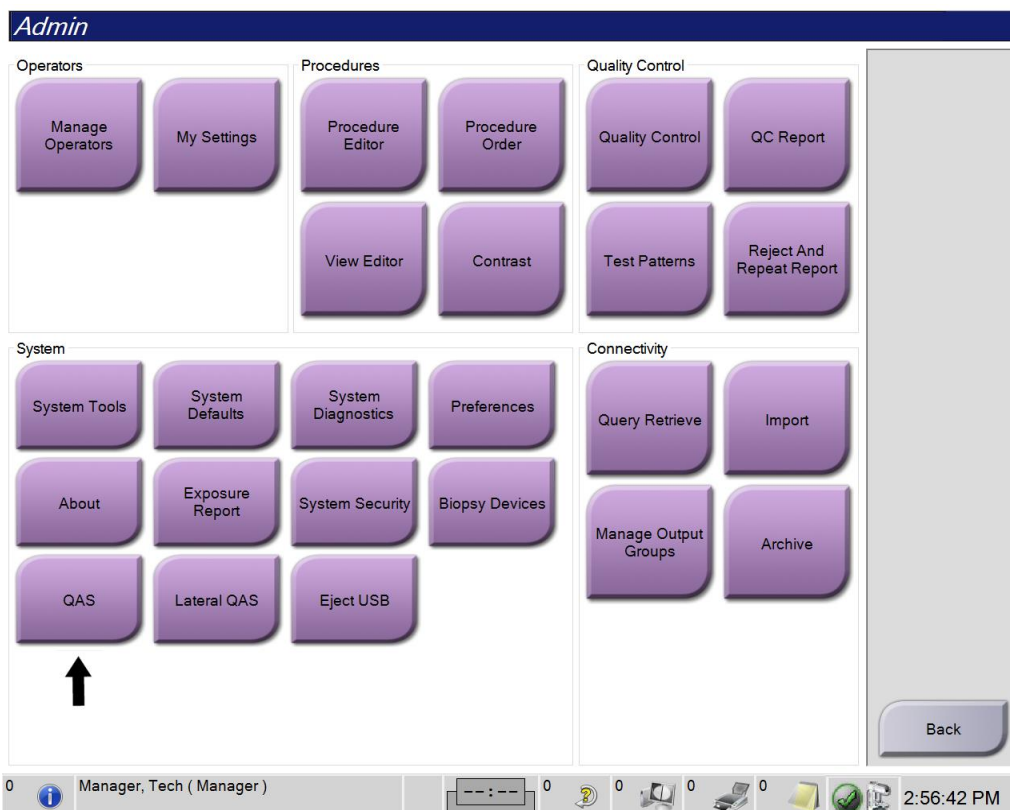 Admin
Operators
Manage
Operators
My Settings
Procedures
Procedure
Editor
Procedure
Order
View Editor
Contrast
Quality Control
Quality Control
QC Report
Test Patterns
Reject And
Repeat Report
System
System Tools
System
Defaults
System
Diagnostics
Preferences
About
Exposure
Report
System Security
Biopsy Devices
QAS
Lateral QAS
Eject USB
Connectivity
Query Retrieve
Import
Manage Output
Groups
Archive
Back
0
Manager, Tech ( Manager )
--:--
0
0
0
0
2:56:42 PM